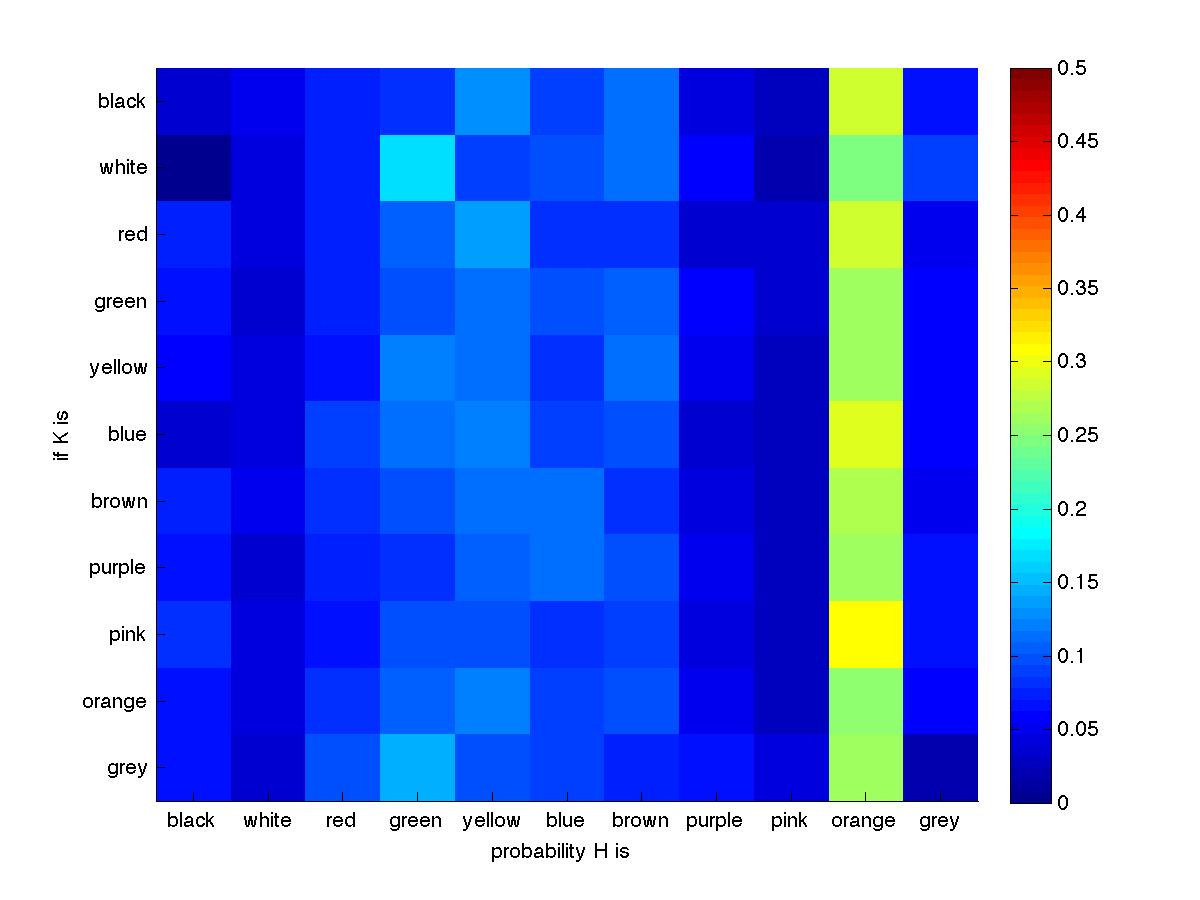 black
white
red
green
yellow
blue
brown
purple
pink
orange
grey
if K is
black white red green yellow blue brown purple pink orange grey
probability H is
0.5
0.45
0.4
0.35
0.3
0.25
0.2
0.15
0.1
0.05
0